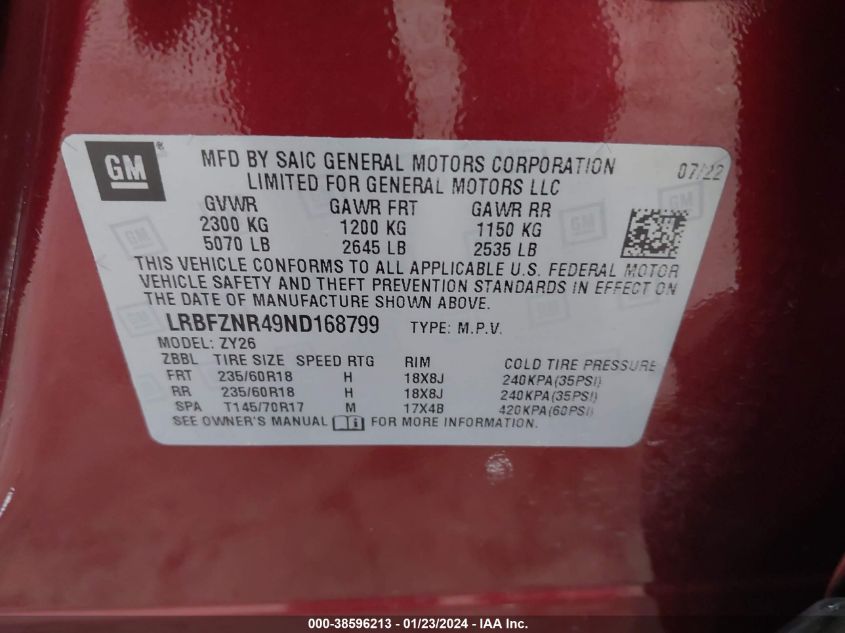 GM
MFD BY SAIC GENERAL MOTORS CORPORATION 07/22
LIMITED FOR GENERAL MOTORS LLC
GVWR GAWR FRT GAWR RR
2300 KG 1200 KG 1150 KG
5070 LB 2645 LB 2535 LB
THIS VEHICLE CONFORMS TO ALL APPLICABLE U.S. FEDERAL MOTOR
VEHICLE SAFETY AND THEFT PREVENTION STANDARDS IN EFFECT ON
THE DATE OF MANUFACTURE SHOWN ABOVE.
LRBFZNR49ND168799 TYPE: M.P.V.
MODEL: ZY26
ZBBL TIRE SIZE SPEED RTG RIM COLD TIRE PRESSURE
FRT 235/60R18 H 18X8J 240KPA(35PSI)
RR 235/60R18 H 18X8J 240KPA(35PSI)
SPA T145/70R17 M 17X4B 420KPA(60PSI)
SEE OWNER'S MANUAL FOR MORE INFORMATION.
000-38596213 - 01/23/2024 - IAA Inc.